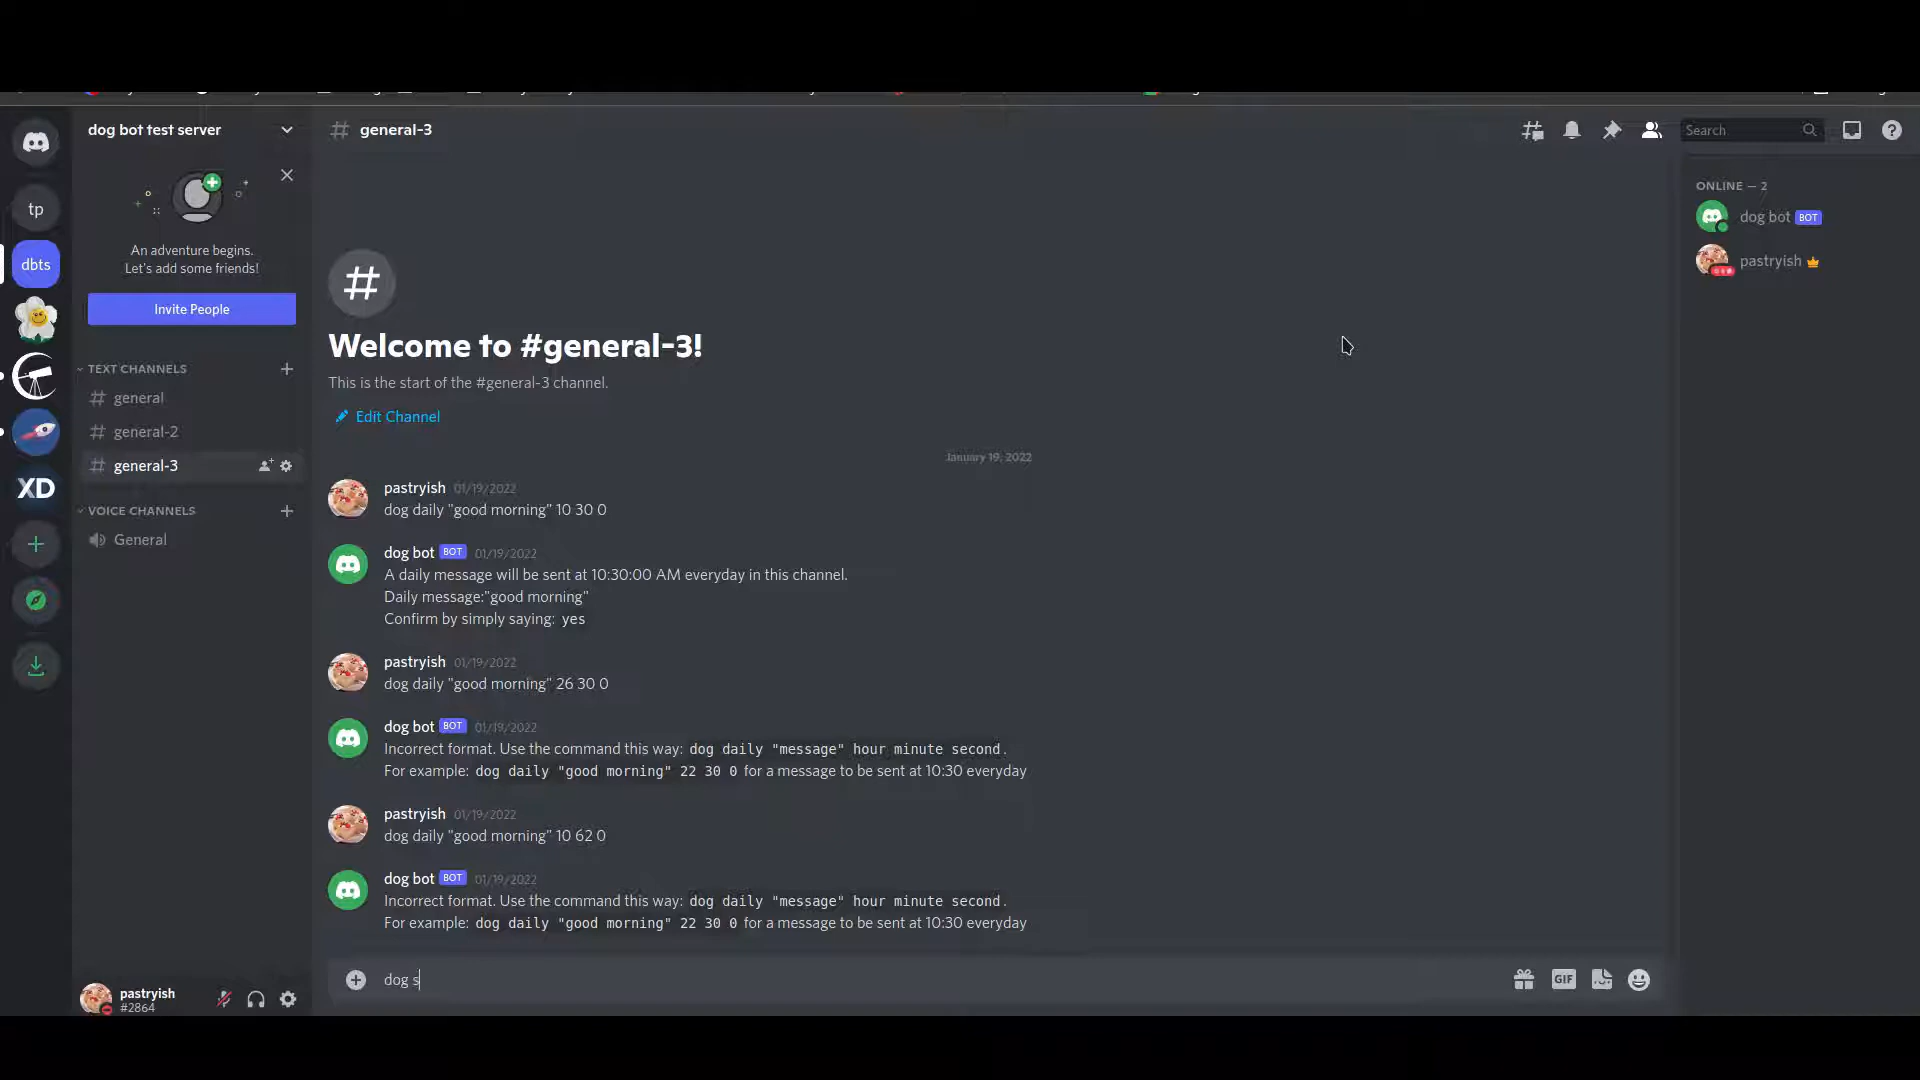 dog bot test server
general-3
Search
tp
dbts
XD
An adventure begins.
Let's add some friends!
Invite People
TEXT CHANNELS
general
general-2
general-3
VOICE CHANNELS
General
pastryish
#2864
Welcome to #general-3!
This is the start of the #general-3 channel.
Edit Channel
January 19, 2022
pastryish 01/19/2022
dog daily "good morning" 10 30 0
dog bot BOT 01/19/2022
A daily message will be sent at 10:30:00 AM everyday in this channel.
Daily message:"good morning"
Confirm by simply saying: yes
pastryish 01/19/2022
dog daily "good morning" 26 30 0
dog bot BOT 01/19/2022
Incorrect format. Use the command this way: dog daily "message" hour minute second.
For example: dog daily "good morning" 22 30 0 for a message to be sent at 10:30 everyday
pastryish 01/19/2022
dog daily "good morning" 10 62 0
dog bot BOT 01/19/2022
Incorrect format. Use the command this way: dog daily "message" hour minute second.
For example: dog daily "good morning" 22 30 0 for a message to be sent at 10:30 everyday
dog s
GIF
ONLINE — 2
dog bot BOT
pastryish